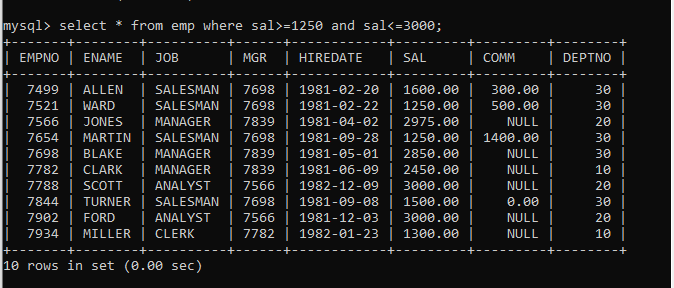 mysql> select * from emp where sal>=1250 and sal<=3000;
+-------+--------+----------+------+------------+---------+---------+--------+
| EMPNO | ENAME  | JOB      | MGR  | HIREDATE   | SAL     | COMM    | DEPTNO |
+-------+--------+----------+------+------------+---------+---------+--------+
|  7499 | ALLEN  | SALESMAN | 7698 | 1981-02-20 | 1600.00 |  300.00 |     30 |
|  7521 | WARD   | SALESMAN | 7698 | 1981-02-22 | 1250.00 |  500.00 |     30 |
|  7566 | JONES  | MANAGER  | 7839 | 1981-04-02 | 2975.00 |    NULL |     20 |
|  7654 | MARTIN | SALESMAN | 7698 | 1981-09-28 | 1250.00 | 1400.00 |     30 |
|  7698 | BLAKE  | MANAGER  | 7839 | 1981-05-01 | 2850.00 |    NULL |     30 |
|  7782 | CLARK  | MANAGER  | 7839 | 1981-06-09 | 2450.00 |    NULL |     10 |
|  7788 | SCOTT  | ANALYST  | 7566 | 1982-12-09 | 3000.00 |    NULL |     20 |
|  7844 | TURNER | SALESMAN | 7698 | 1981-09-08 | 1500.00 |    0.00 |     30 |
|  7902 | FORD   | ANALYST  | 7566 | 1981-12-03 | 3000.00 |    NULL |     20 |
|  7934 | MILLER | CLERK    | 7782 | 1982-01-23 | 1300.00 |    NULL |     10 |
+-------+--------+----------+------+------------+---------+---------+--------+
10 rows in set (0.00 sec)